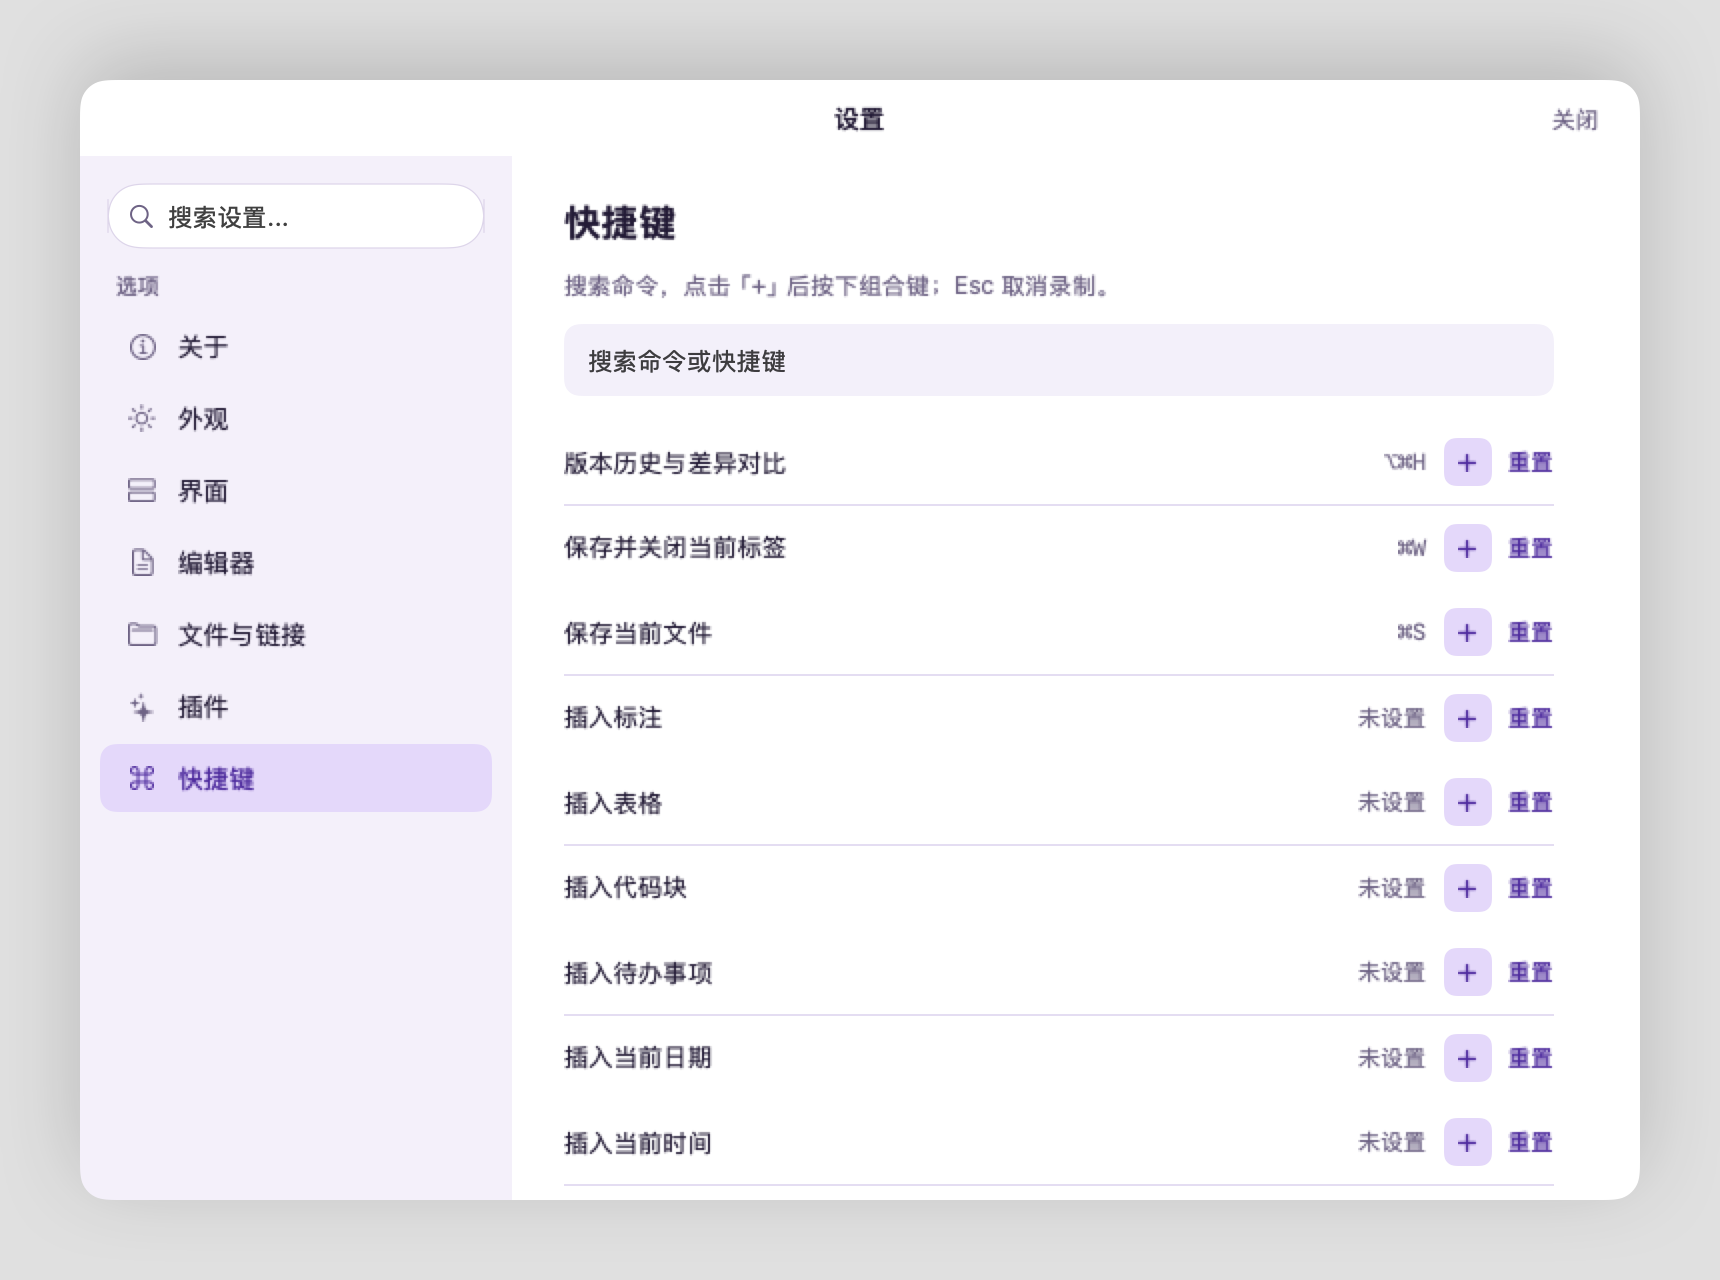 设置
关闭
搜索设置...
选项
关于
外观
界面
编辑器
文件与链接
插件
快捷键
快捷键
搜索命令，点击「+」后按下组合键；Esc 取消录制。
搜索命令或快捷键
版本历史与差异对比 ⌥⌘H + 重置
保存并关闭当前标签 ⌘W + 重置
保存当前文件 ⌘S + 重置
插入标注 未设置 + 重置
插入表格 未设置 + 重置
插入代码块 未设置 + 重置
插入待办事项 未设置 + 重置
插入当前日期 未设置 + 重置
插入当前时间 未设置 + 重置